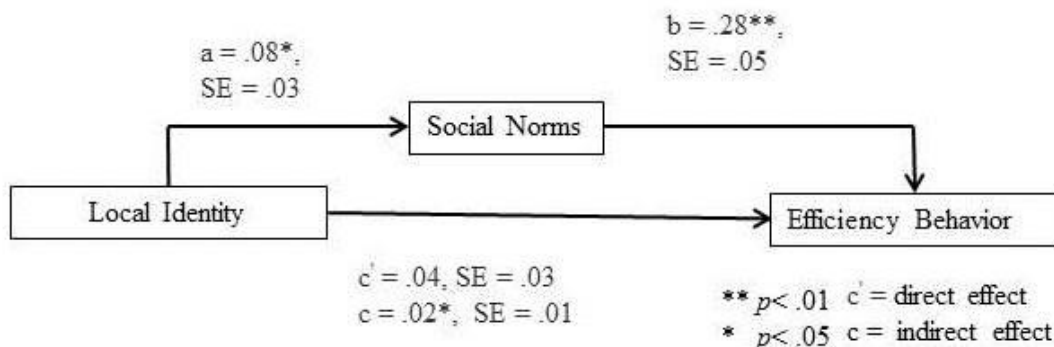 a = .08*,
SE = .03
b = .28**,
SE = .05
Social Norms
Local Identity
Efficiency Behavior
c' = .04, SE = .03
c = .02*, SE = .01
** p< .01 c' = direct effect
* p< .05 c = indirect effect